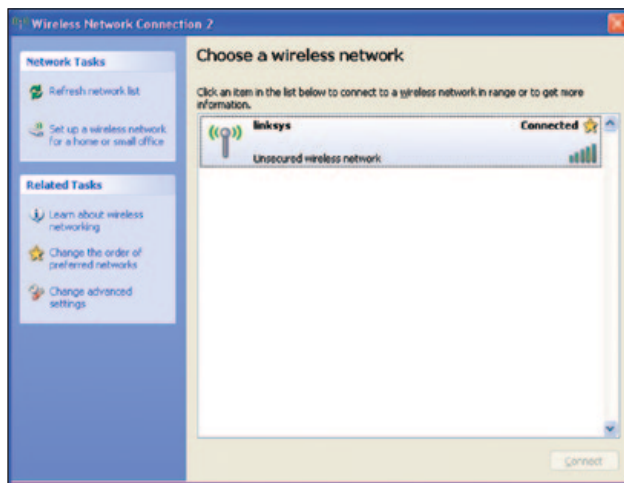 Wireless Network Connection 2
Network Tasks
Refresh network list
Set up a wireless network
for a home or small office
Related Tasks
Learn about wireless
networking
Change the order of
preferred networks
Change advanced
settings
Choose a wireless network
Click an item in the list below to connect to a wireless network in range or to get more
information.
linksys Connected
Unsecured wireless network
Connect